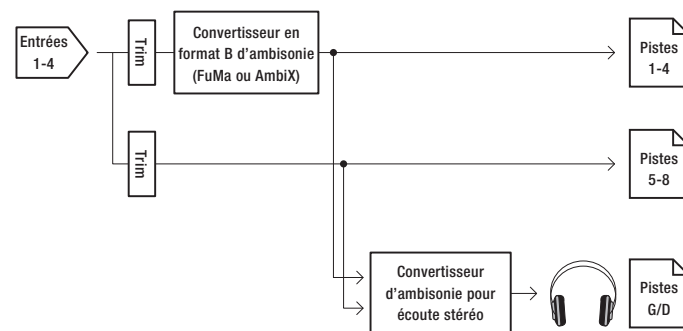 Entrées
1-4
Trim
Convertisseur en
format B d'ambisonie
(FuMa ou AmbiX)
Pistes
1-4
Trim
Pistes
5-8
Convertisseur
d'ambisonie pour
écoute stéréo
Pistes
G/D